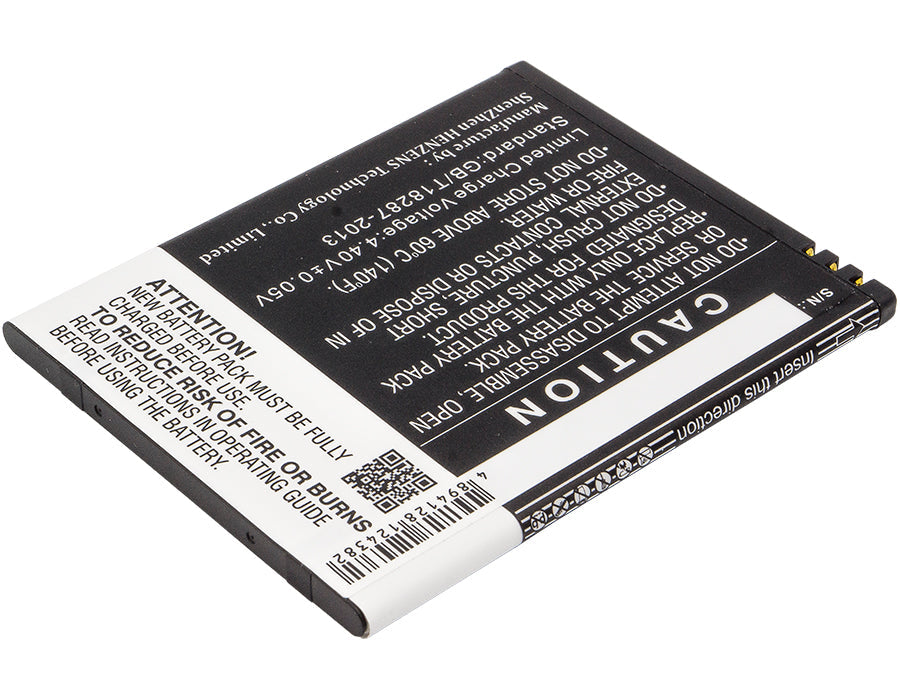 CAUTION
•DO NOT ATTEMPT TO DISASSEMBLE, OPEN
OR SERVICE THE BATTERY PACK.
•REPLACE ONLY WITH THE BATTERY PACK
DESIGNATED FOR THIS PRODUCT.
•DO NOT CRUSH, PUNCTURE, SHORT
EXTERNAL CONTACTS OR DISPOSE OF IN
FIRE OR WATER.
•DO NOT STORE ABOVE 60°C (140°F).
Limited Charge Voltage:4.40V±0.05V
Standard:GB/T18287-2013
Manufacture by:
ShenZhen HENZENS Technology Co., Limited
ATTENTION!
NEW BATTERY PACK MUST BE FULLY
CHARGED BEFORE USE.
TO REDUCE RISK OF FIRE OR BURNS
READ INSTRUCTIONS IN OPERATING GUIDE
BEFORE USING THE BATTERY.
4894128124382
S/N:
Insert this direction